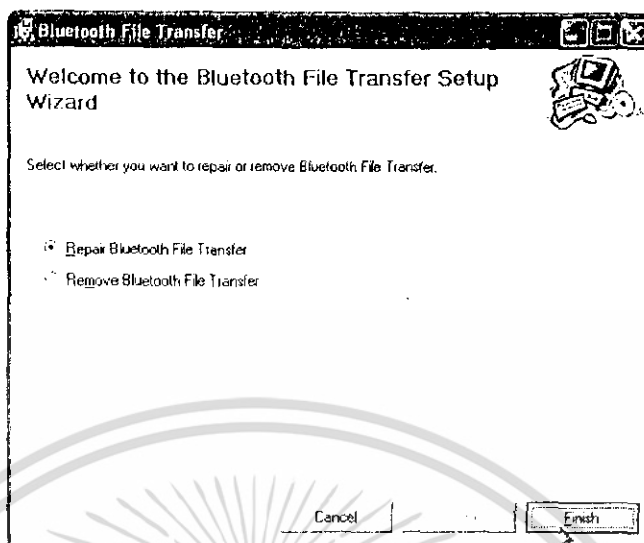 Bluetooth File Transfer
Welcome to the Bluetooth File Transfer Setup
Wizard
Select whether you want to repair or remove Bluetooth File Transfer.
Repair Bluetooth File Transfer
Remove Bluetooth File Transfer
Cancel
Finish